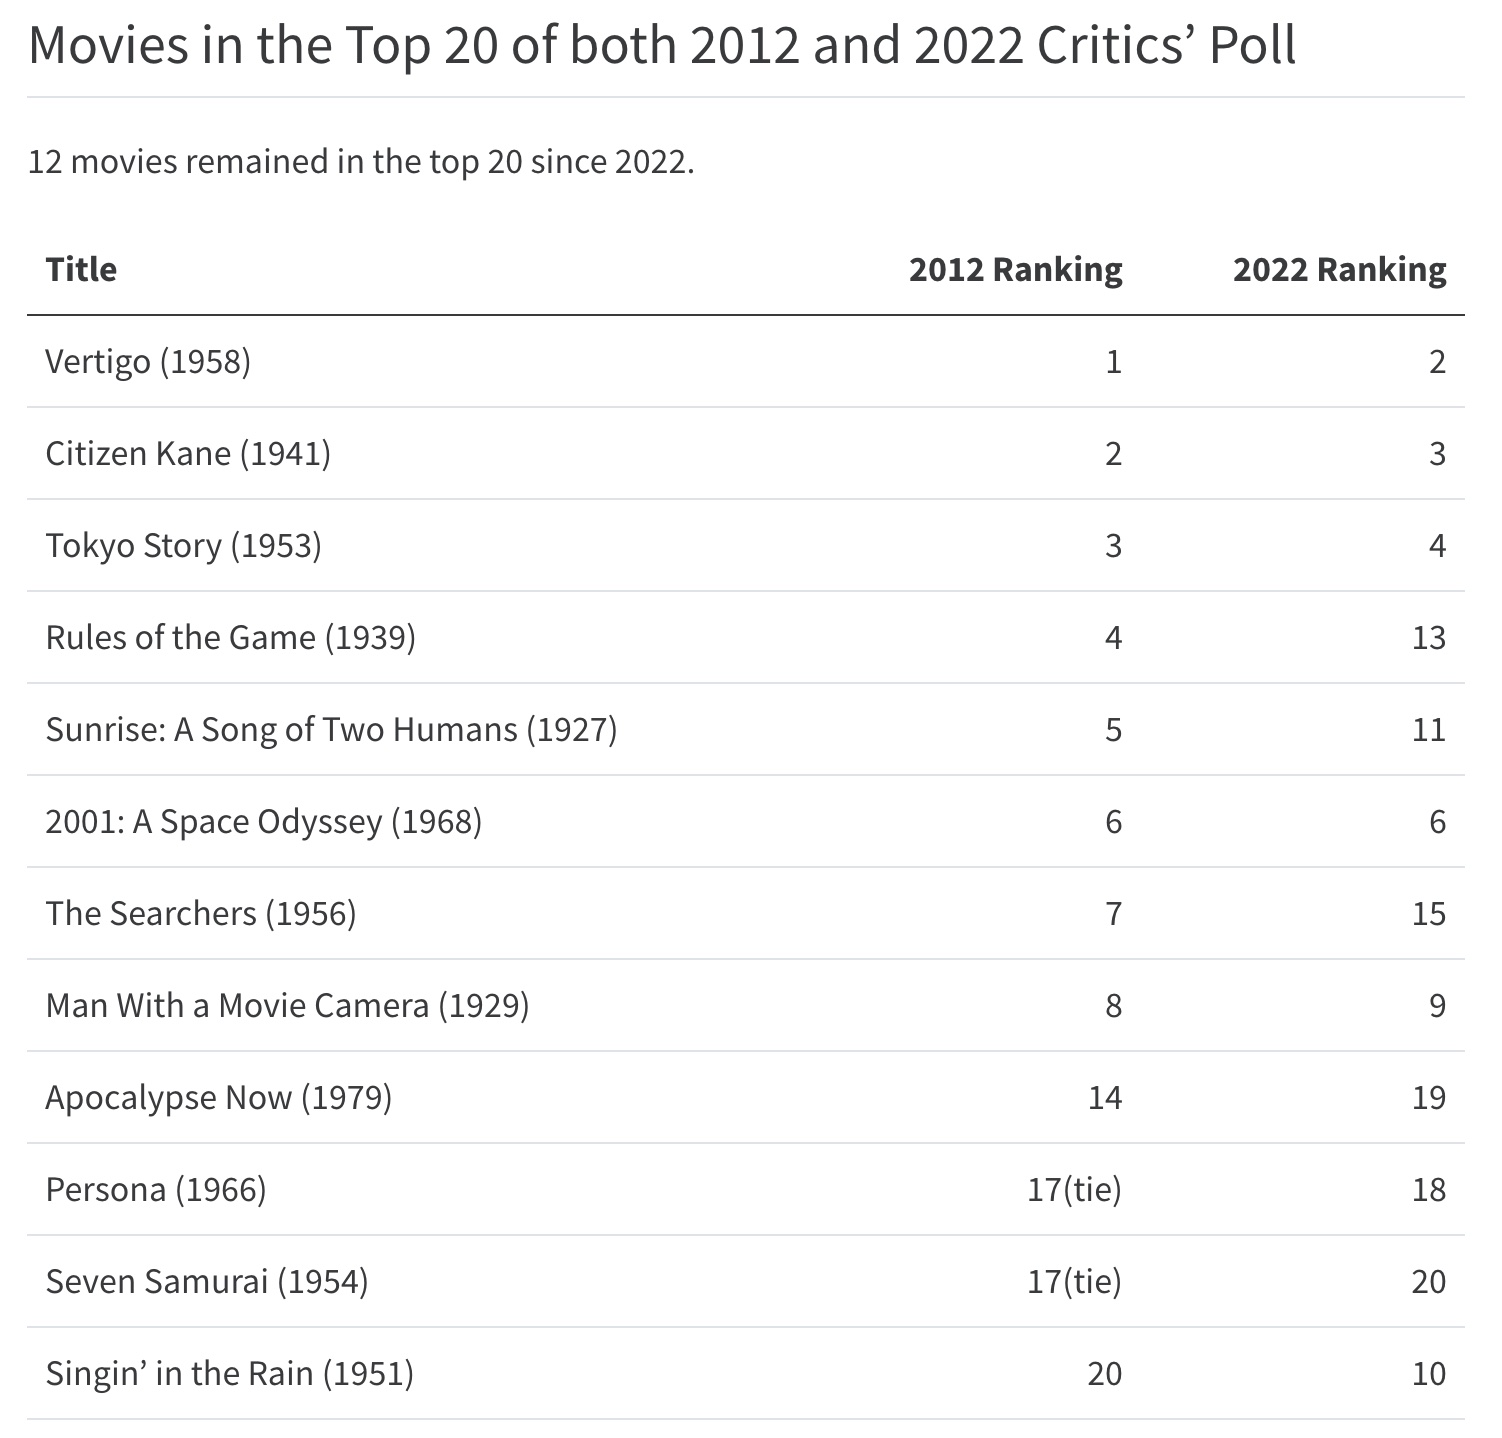 Movies in the Top 20 of both 2012 and 2022 Critics’ Poll
12 movies remained in the top 20 since 2022.
Title 2012 Ranking 2022 Ranking
Vertigo (1958) 1 2
Citizen Kane (1941) 2 3
Tokyo Story (1953) 3 4
Rules of the Game (1939) 4 13
Sunrise: A Song of Two Humans (1927) 5 11
2001: A Space Odyssey (1968) 6 6
The Searchers (1956) 7 15
Man With a Movie Camera (1929) 8 9
Apocalypse Now (1979) 14 19
Persona (1966) 17(tie) 18
Seven Samurai (1954) 17(tie) 20
Singin’ in the Rain (1951) 20 10